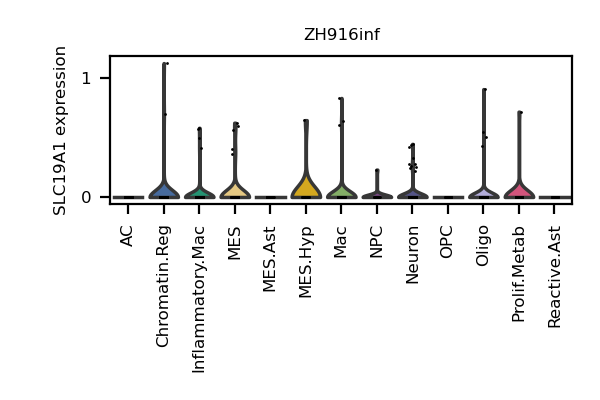 ZH916inf
SLC19A1 expression
1
0
AC
Chromatin.Reg
Inflammatory.Mac
MES
MES.Ast
MES.Hyp
Mac
NPC
Neuron
OPC
Oligo
Prolif.Metab
Reactive.Ast